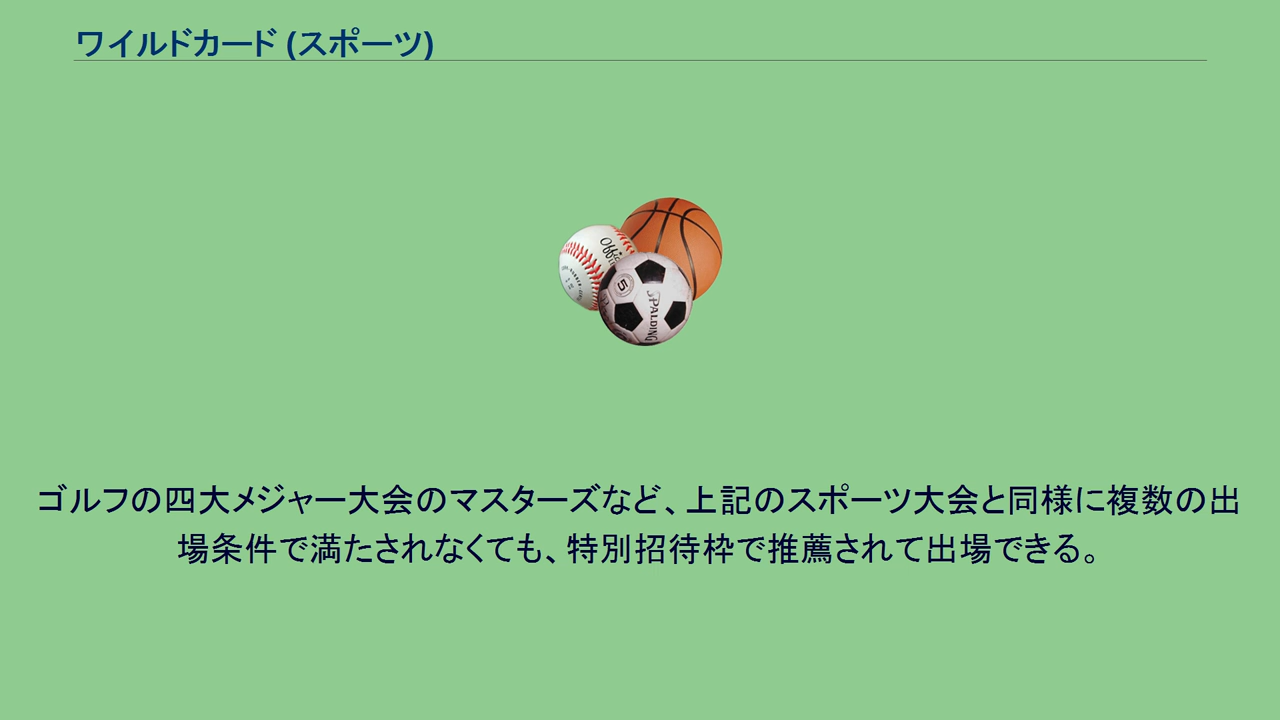 ワイルドカード (スポーツ)
Offici
5
SPALDING
ゴルフの四大メジャー大会のマスターズなど、上記のスポーツ大会と同様に複数の出
場条件で満たされなくても、特別招待枠で推薦されて出場できる。